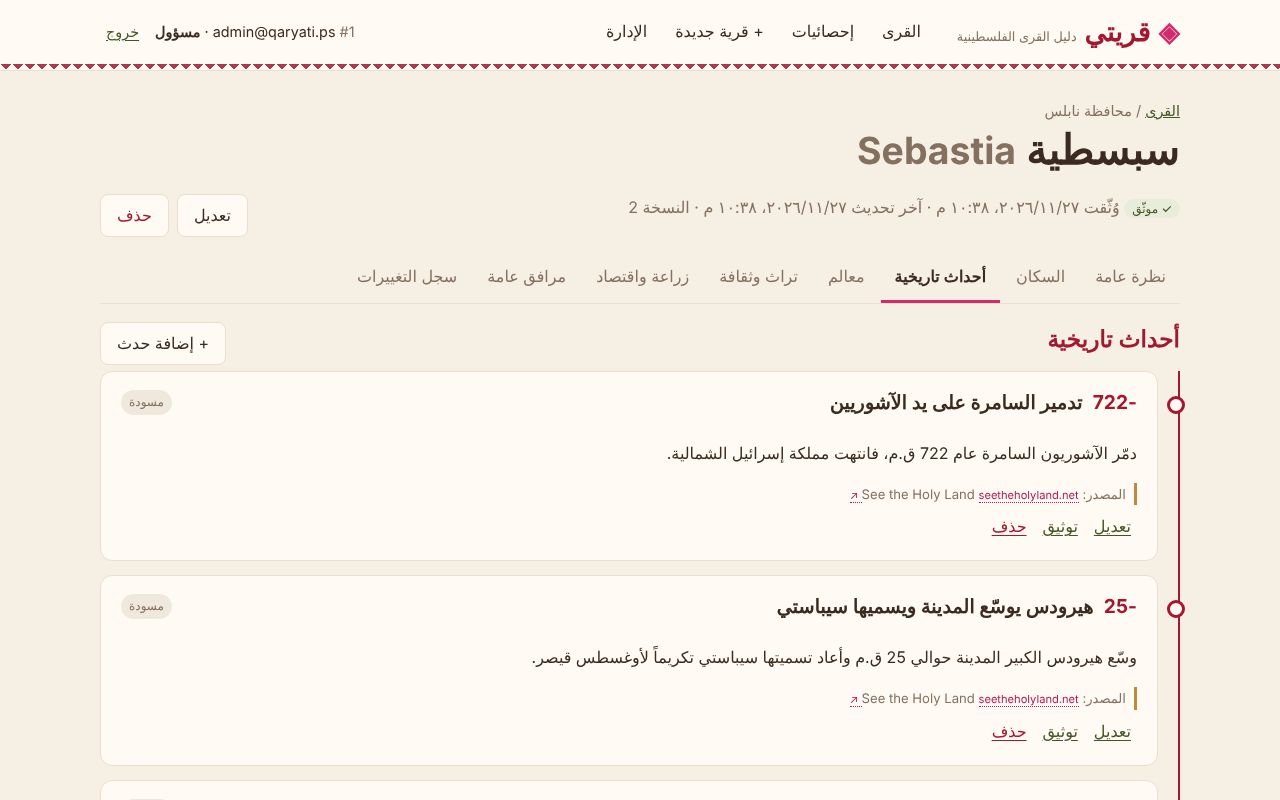 ◈ قريتي دليل القرى الفلسطينية
القرى إحصائيات + قرية جديدة الإدارة
#1 admin@qaryati.ps · مسؤول خروج
القرى / محافظة نابلس
سبسطية Sebastia
✓ موثّق وُثّقت ٢٠٢٦/١١/٢٧، ١٠:٣٨ م · آخر تحديث ٢٠٢٦/١١/٢٧، ١٠:٣٨ م · النسخة 2
تعديل حذف
نظرة عامة السكان أحداث تاريخية معالم تراث وثقافة زراعة واقتصاد مرافق عامة سجل التغييرات
أحداث تاريخية
+ إضافة حدث
-722 تدمير السامرة على يد الآشوريين
مسودة
دمّر الآشوريون السامرة عام 722 ق.م، فانتهت مملكة إسرائيل الشمالية.
المصدر: See the Holy Land seetheholyland.net ↗
تعديل توثيق حذف
-25 هيرودس يوسّع المدينة ويسميها سيباستي
مسودة
وسّع هيرودس الكبير المدينة حوالي 25 ق.م وأعاد تسميتها سيباستي تكريماً لأوغسطس قيصر.
المصدر: See the Holy Land seetheholyland.net ↗
تعديل توثيق حذف